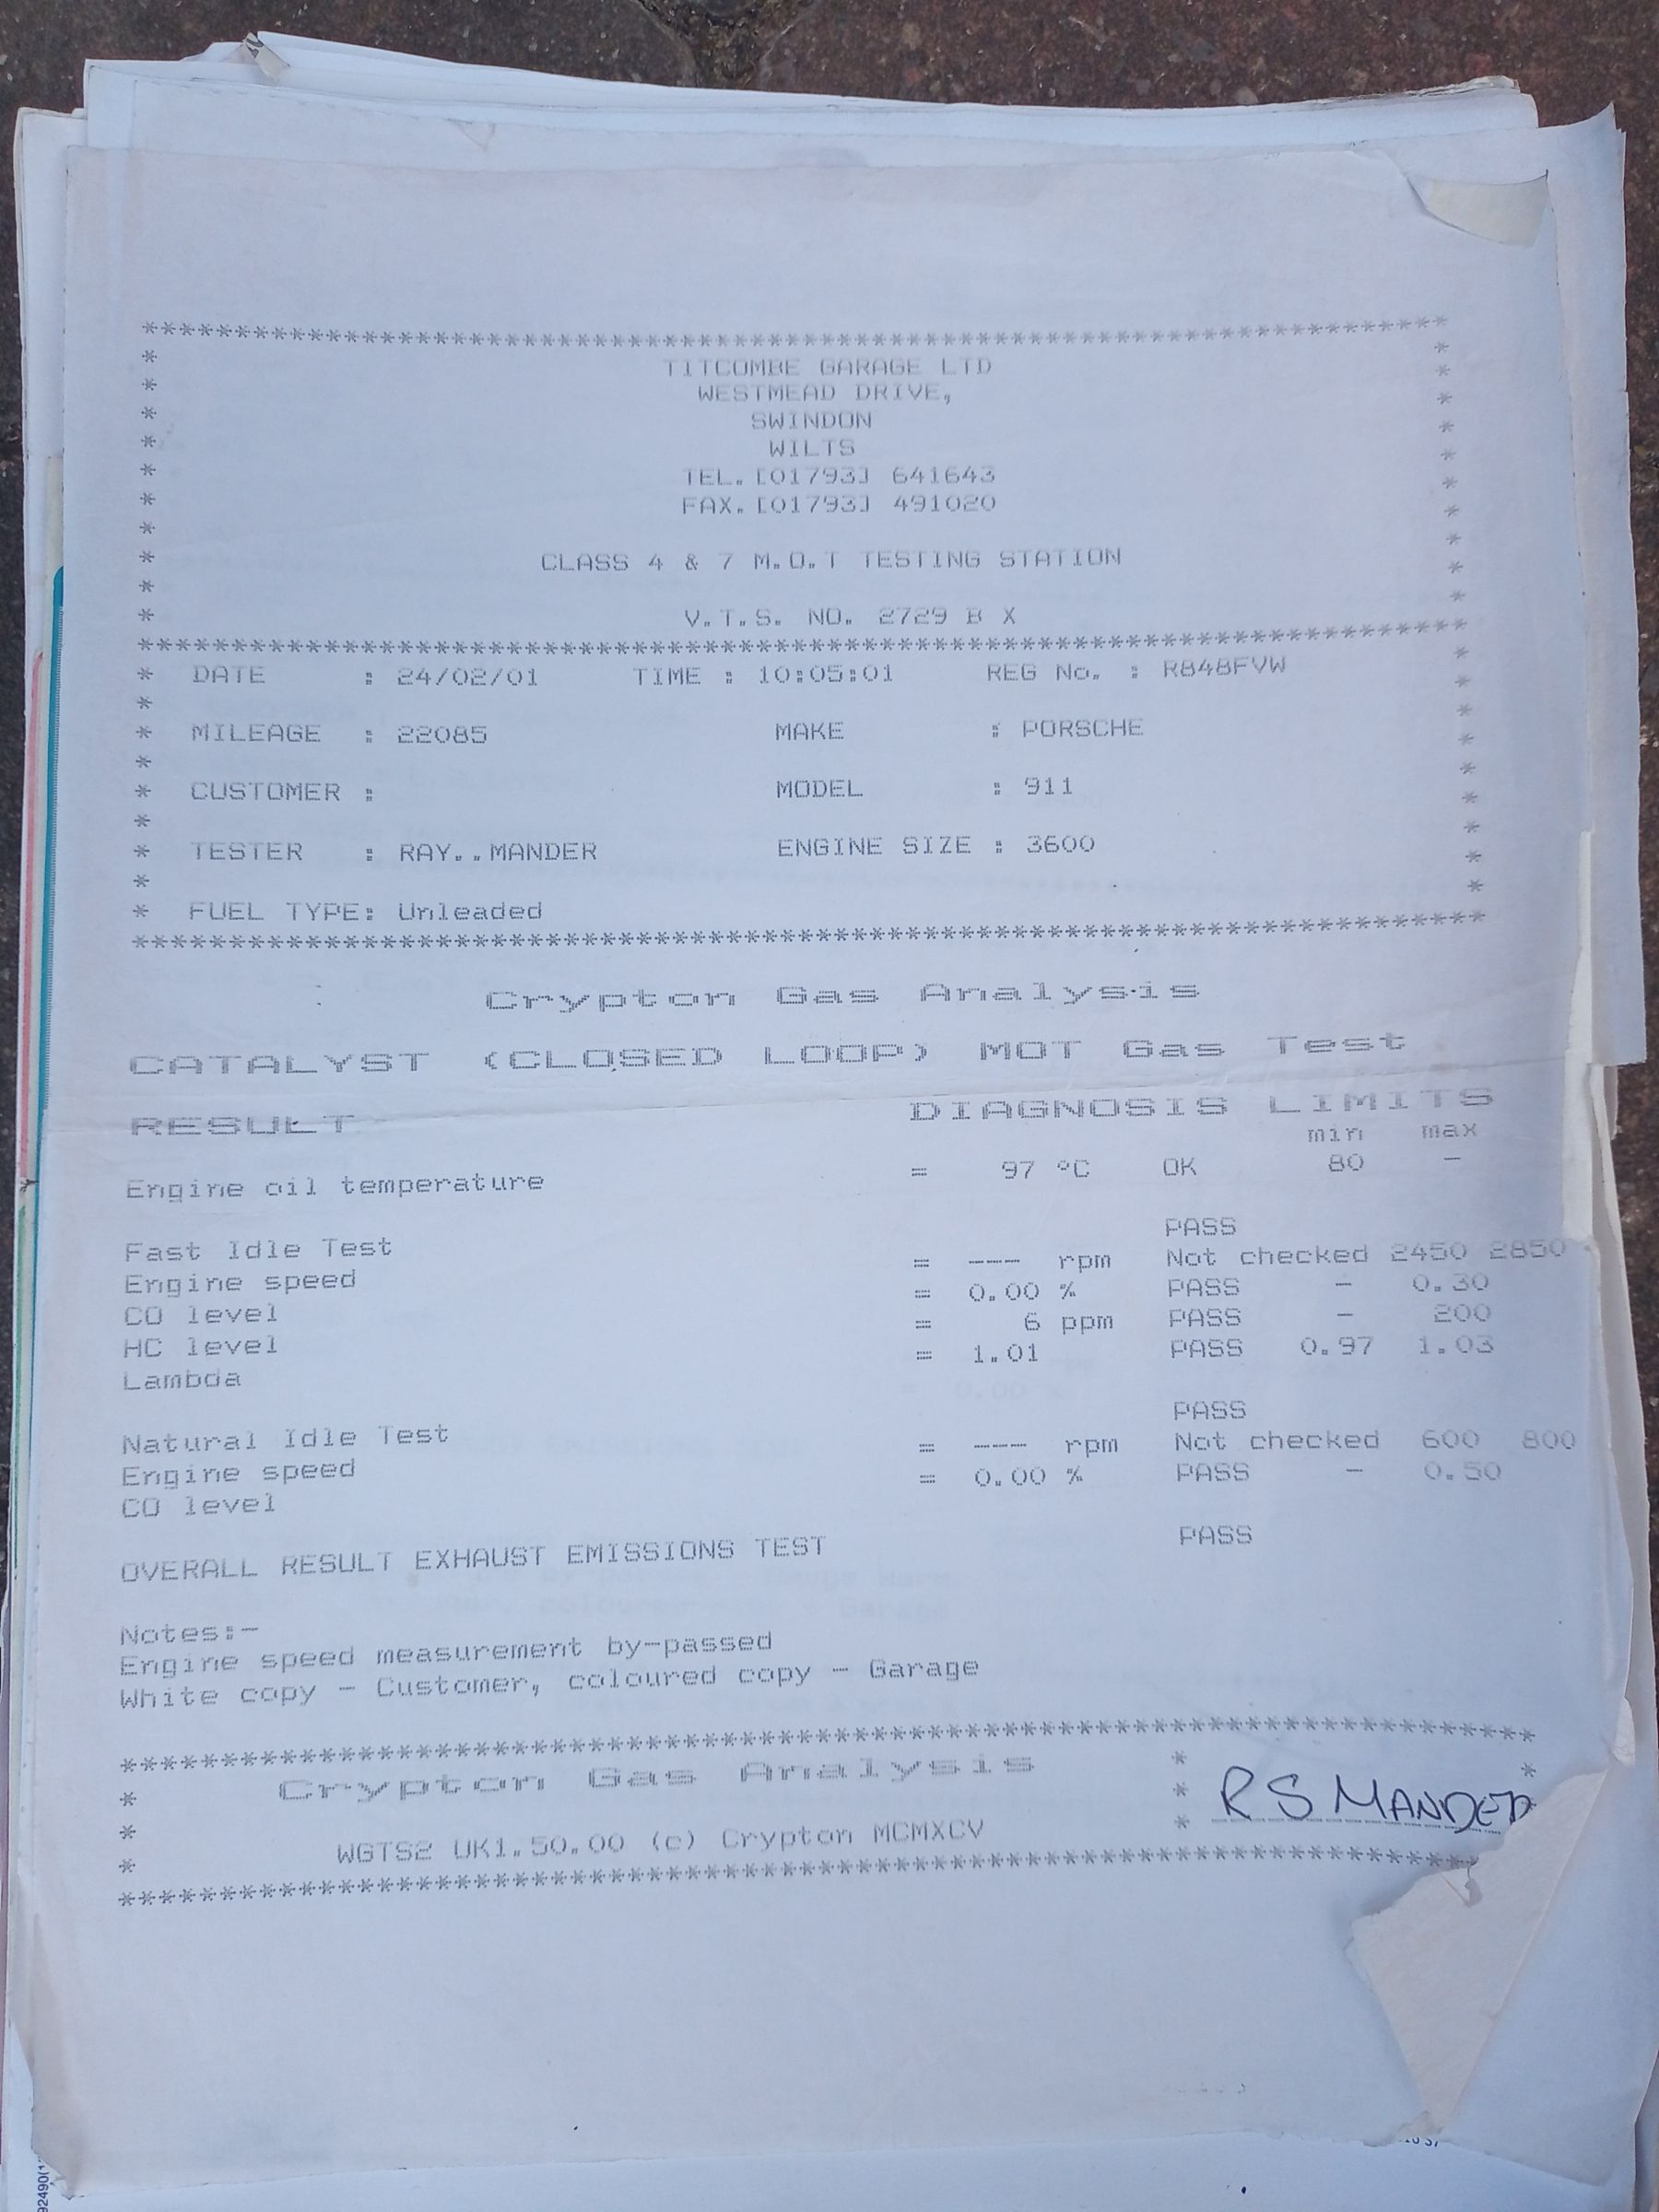 *******************************************************************
TITCOMBE GARAGE LTD
WESTMEAD DRIVE,
SWINDON
WILTS
TEL.[01793] 641643
FAX.[01793] 491020
CLASS 4 & 7 M.O.T TESTING STATION
V.T.S. NO. 2729 B X
*******************************************************************
* DATE : 24/02/01 TIME : 10:05:01 REG No. : R848FVW *
* MILEAGE : 22085 MAKE : PORSCHE *
* CUSTOMER : MODEL : 911 *
* TESTER : RAY..MANDER ENGINE SIZE : 3600 *
* FUEL TYPE: Unleaded *
*******************************************************************
Crypton Gas Analysis
CATALYST (CLOSED LOOP) MOT Gas Test
RESULT DIAGNOSIS LIMITS
min max
Engine oil temperature = 97 °C OK 80 -
Fast Idle Test PASS
Engine speed = --- rpm Not checked 2450 2850
CO level = 0.00 % PASS - 0.30
HC level = 6 ppm PASS - 200
Lambda = 1.01 PASS 0.97 1.03
Natural Idle Test PASS
Engine speed = --- rpm Not checked 600 800
CO level = 0.00 % PASS - 0.50
OVERALL RESULT EXHAUST EMISSIONS TEST PASS
Notes:-
Engine speed measurement by-passed
White copy - Customer, coloured copy - Garage
*******************************************************************
* Crypton Gas Analysis * *
* * R S MANDER
* WGTS2 UK1.50.00 (c) Crypton MCMXCV *
*******************************************************************